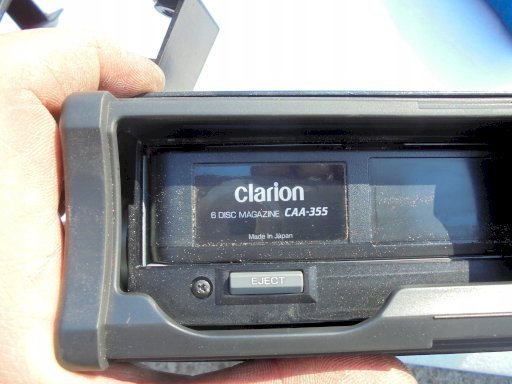 clarion
6 DISC MAGAZINE CAA-355
Made In Japan
EJECT